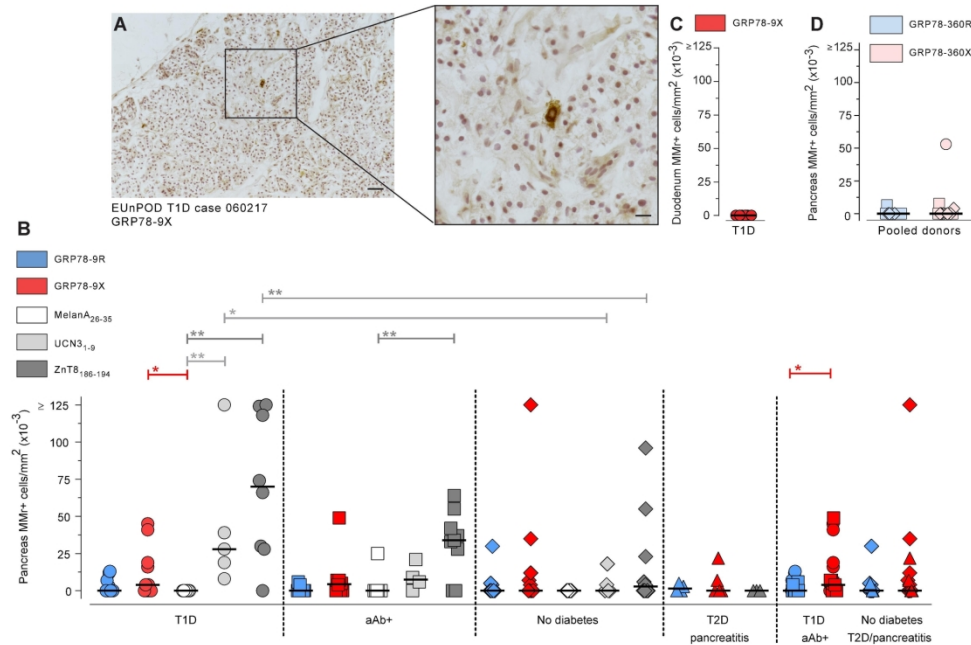 A
EUnPOD T1D case 060217
GRP78-9X
C
GRP78-9X
Duodenum MMr+ cells/mm² (x10⁻³)
≥
125
100
75
50
25
0
T1D
D
GRP78-360R
GRP78-360X
Pancreas MMr+ cells/mm² (x10⁻³)
≥
125
100
75
50
25
0
Pooled donors
B
GRP78-9R
GRP78-9X
MelanA₂₆₋₃₅
UCN3₁₋₉
ZnT8₁₈₆₋₁₉₄
**
*
** **
**
* *
Pancreas MMr+ cells/mm² (x10⁻³)
≥
125
100
75
50
25
0
T1D aAb+ No diabetes T2D T1D No diabetes
pancreatitis aAb+ T2D/pancreatitis